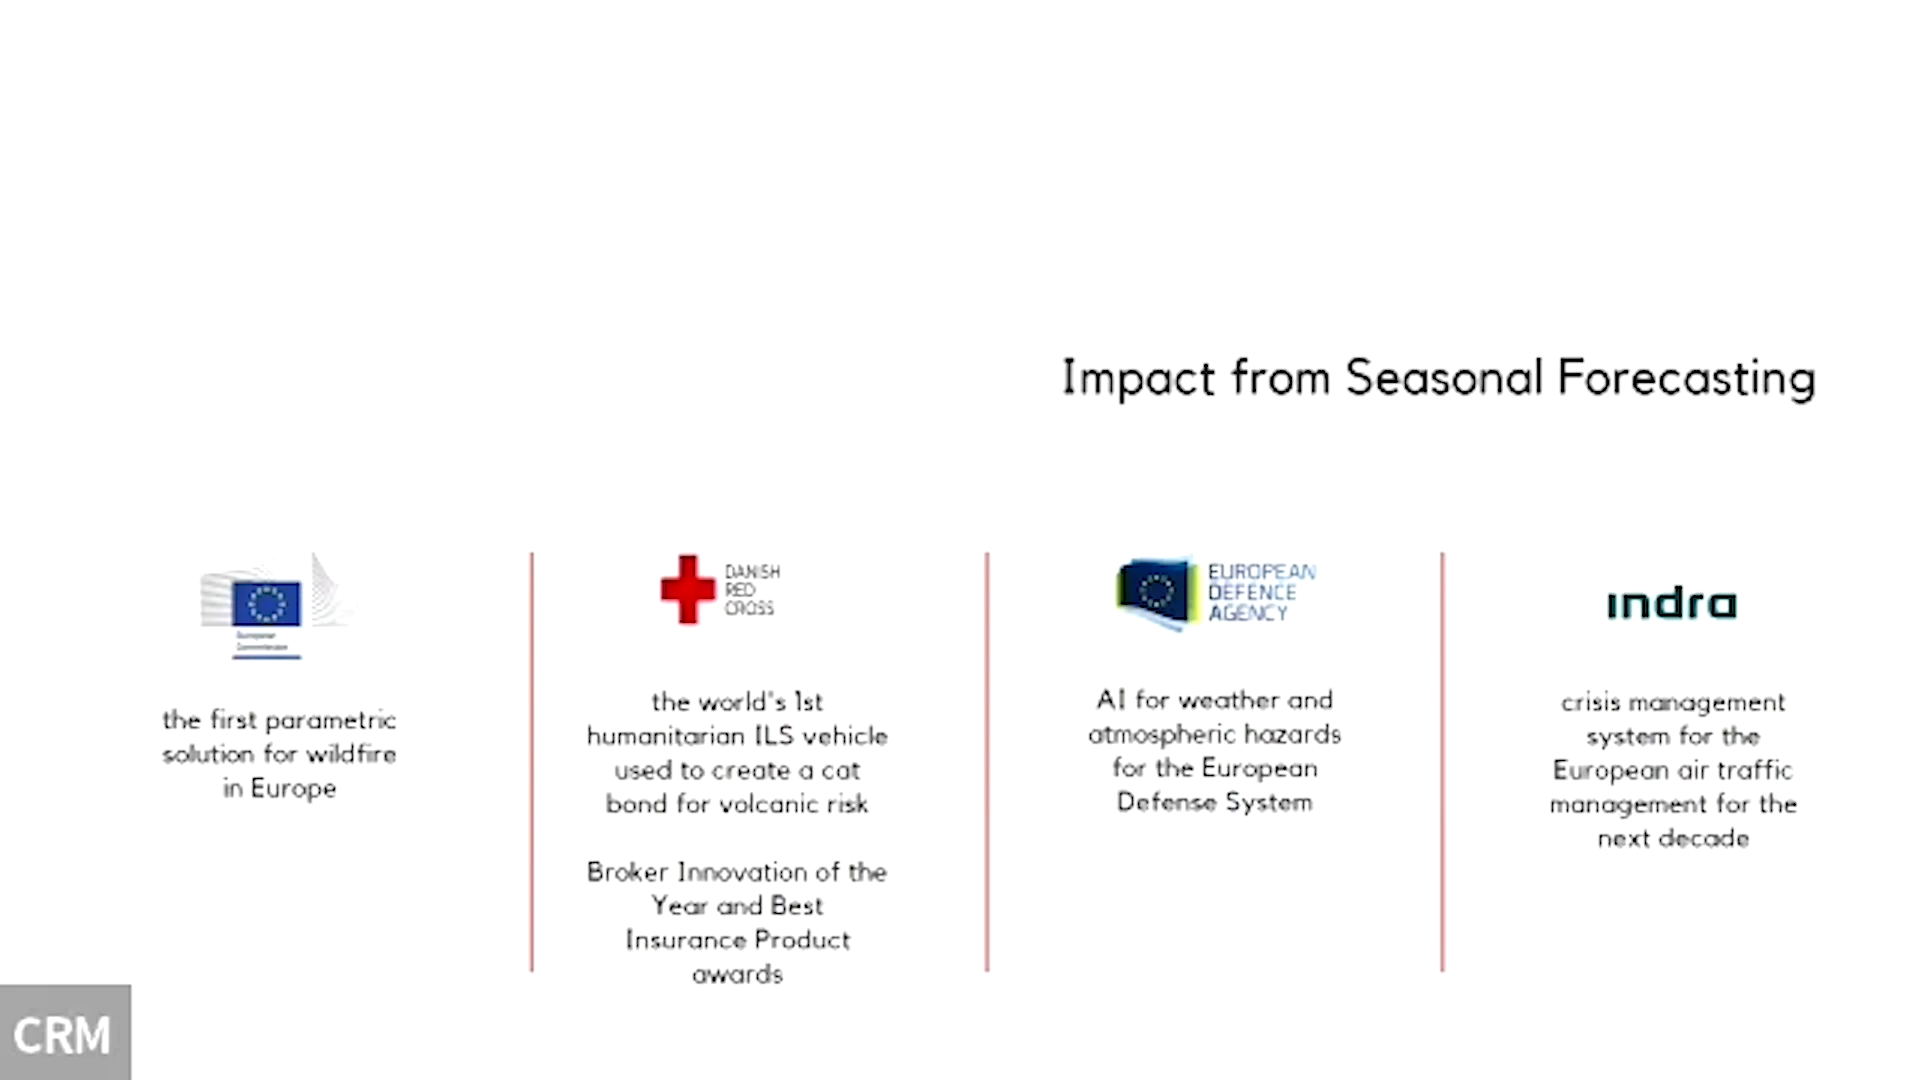 Impact from Seasonal Forecasting
European
Commission
the first parametric
solution for wildfire
in Europe
DANISH
RED
CROSS
the world's 1st
humanitarian ILS vehicle
used to create a cat
bond for volcanic risk
Broker Innovation of the
Year and Best
Insurance Product
awards
EUROPEAN
DEFENCE
AGENCY
AI for weather and
atmospheric hazards
for the European
Defense System
indra
crisis management
system for the
European air traffic
management for the
next decade
CRM